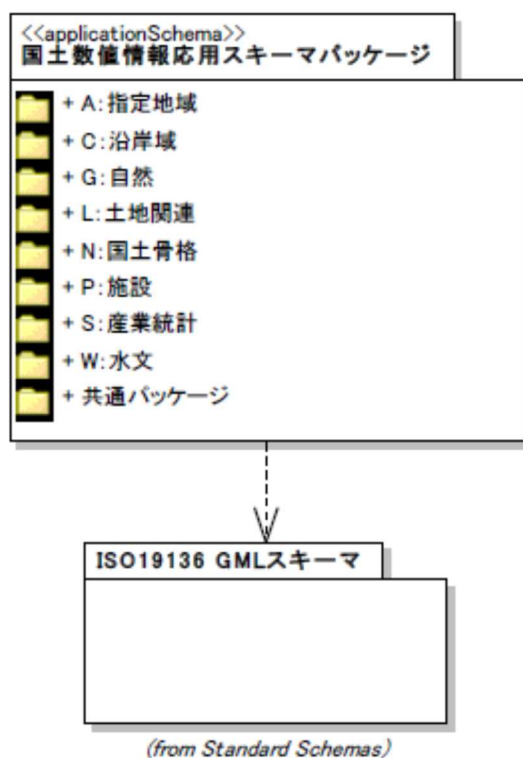 <<applicationSchema>>
国土数値情報応用スキーマパッケージ
+ A:指定地域
+ C:沿岸域
+ G:自然
+ L:土地関連
+ N:国土骨格
+ P:施設
+ S:産業統計
+ W:水文
+ 共通パッケージ
ISO19136 GMLスキーマ
(from Standard Schemas)